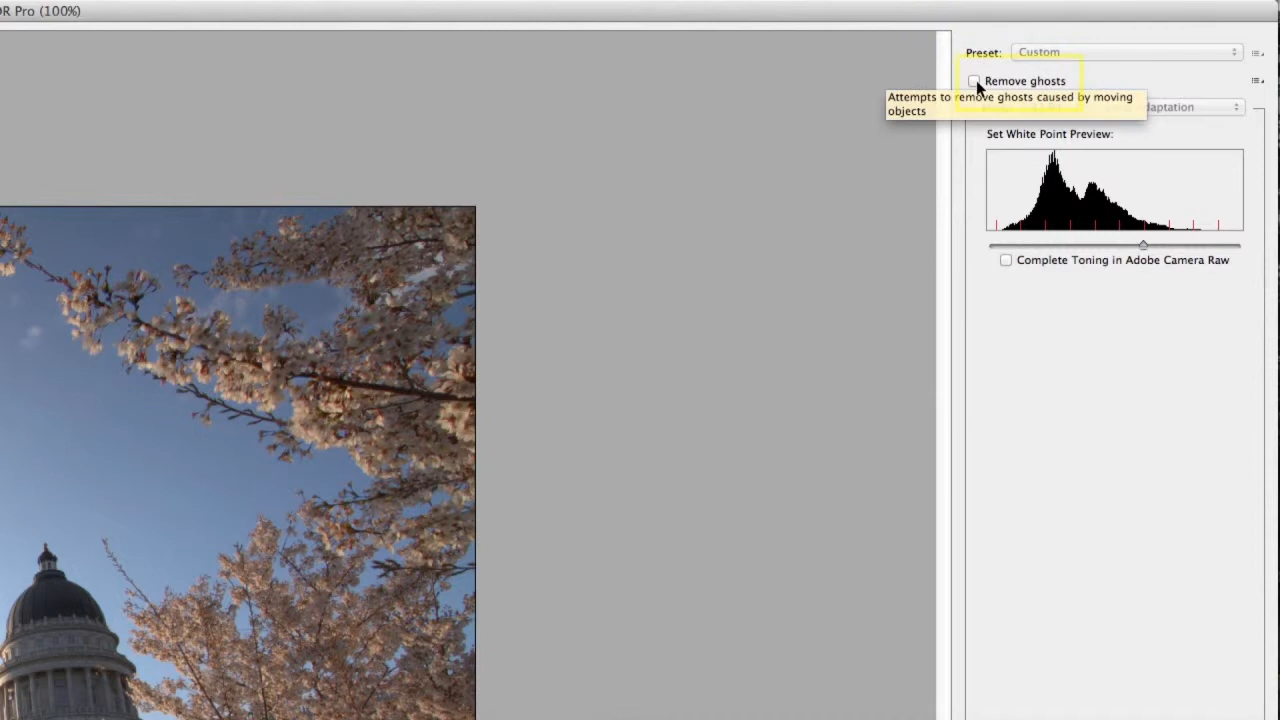 OR Pro (100%)
Preset: Custom
Remove ghosts
Attempts to remove ghosts caused by moving
objects
daptation
Set White Point Preview:
Complete Toning in Adobe Camera Raw